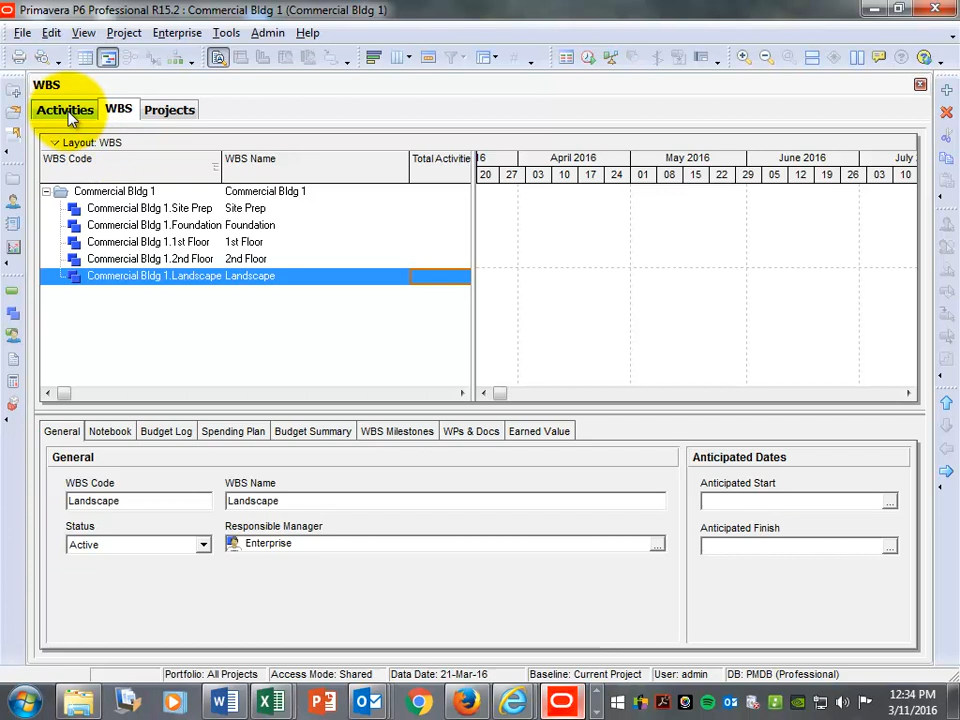 Primavera P6 Professional R15.2 : Commercial Bldg 1 (Commercial Bldg 1)
File Edit View Project Enterprise Tools Admin Help
WBS
Activities WBS Projects
Layout: WBS
WBS Code WBS Name Total Activitie
16 April 2016 May 2016 June 2016 July
20 27 03 10 17 24 01 08 15 22 29 05 12 19 26 03 10
Commercial Bldg 1 Commercial Bldg 1
Commercial Bldg 1.Site Prep Site Prep
Commercial Bldg 1.Foundation Foundation
Commercial Bldg 1.1st Floor 1st Floor
Commercial Bldg 1.2nd Floor 2nd Floor
Commercial Bldg 1.Landscape Landscape
General Notebook Budget Log Spending Plan Budget Summary WBS Milestones WPs & Docs Earned Value
General Anticipated Dates
WBS Code WBS Name Anticipated Start
Landscape Landscape
Status Responsible Manager Anticipated Finish
Active Enterprise
Portfolio: All Projects Access Mode: Shared Data Date: 21-Mar-16 Baseline: Current Project User: admin DB: PMDB (Professional)
12:34 PM
3/11/2016